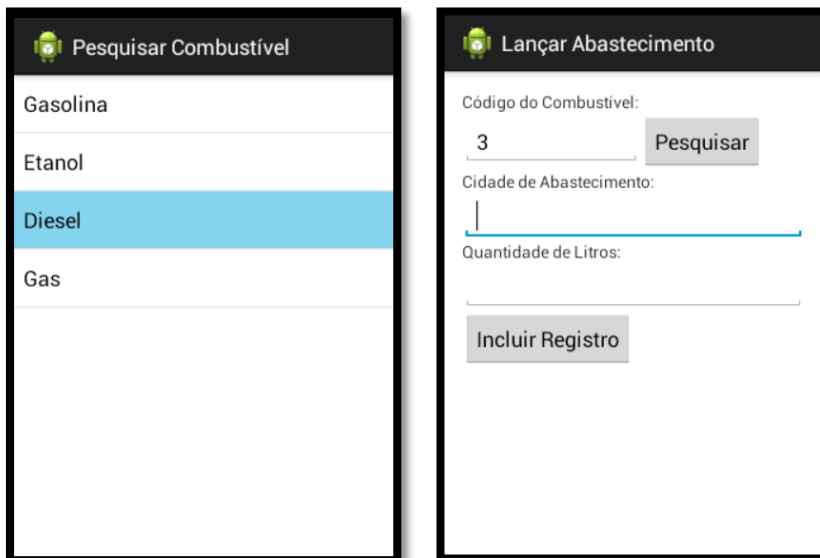 Pesquisar Combustível
Gasolina
Etanol
Diesel
Gas
Lançar Abastecimento
Código do Combustível:
3 Pesquisar
Cidade de Abastecimento:
Quantidade de Litros:
Incluir Registro